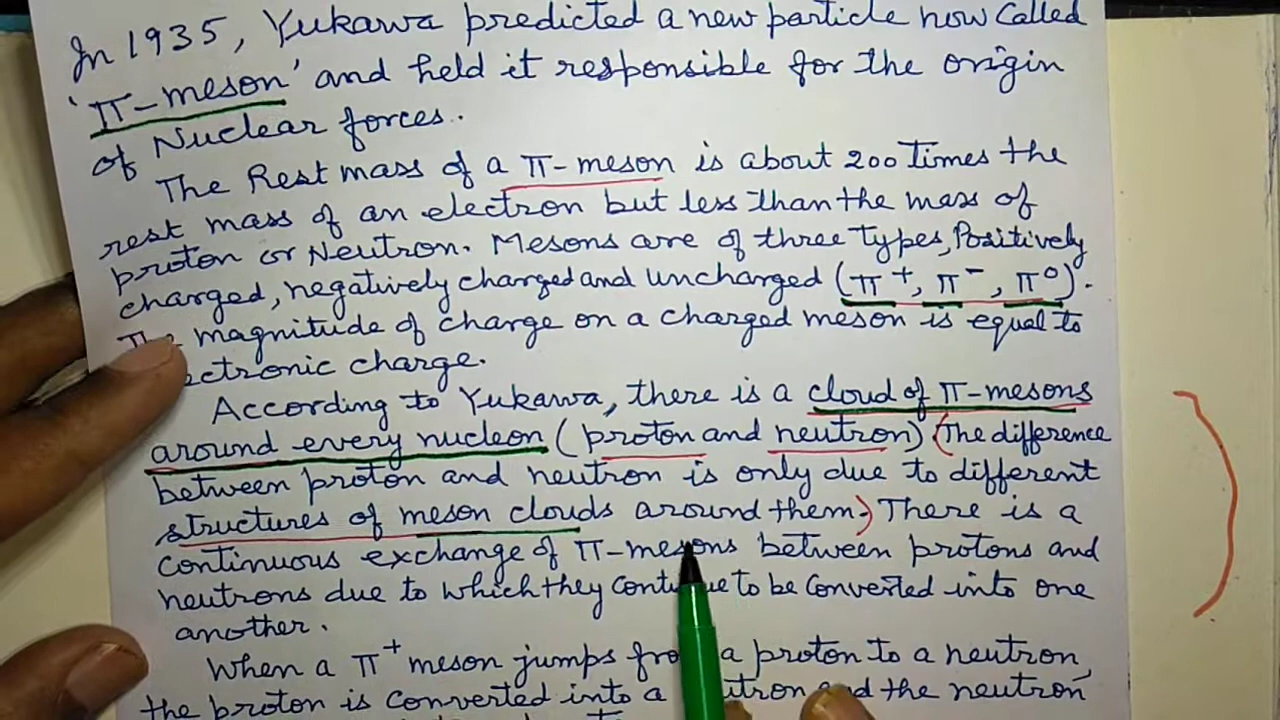 In 1935, Yukawa predicted a new particle now called
'π-meson' and held it responsible for the origin
of Nuclear forces.
The Rest mass of a π-meson is about 200 Times the
rest mass of an electron but less than the mass of
proton or Neutron. Mesons are of three types, Positively
charged, negatively charged and uncharged (π+, π-, π0).
magnitude of charge on a charged meson is equal to
ctronic charge.
According to Yukawa, there is a cloud of π-mesons
around every nucleon (proton and neutron) (The difference
between proton and neutron is only due to different
structures of meson clouds around them.) There is a
continuous exchange of π-mesons between protons and
neutrons due to which they continue to be converted into one
another.
When a π+ meson jumps from a proton to a neutron,
the proton is converted into a and the neutron